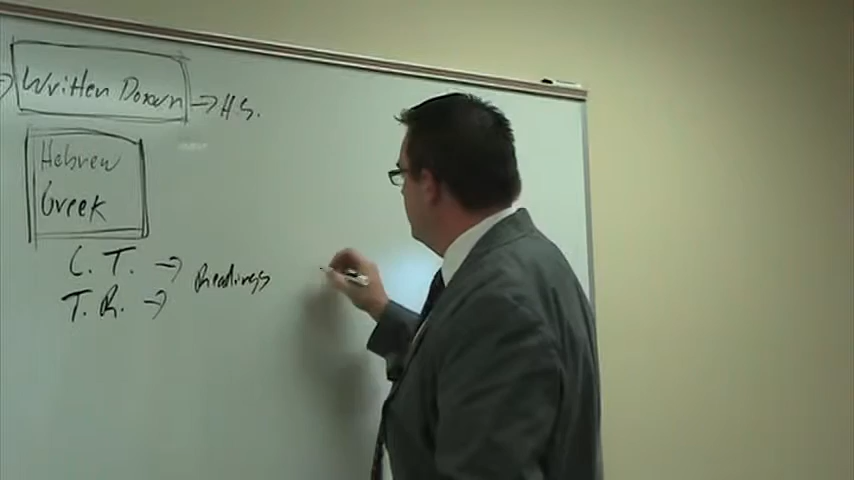 Written Down → H.S.
Hebrew
Greek
C.T. → Readings
T.R. →